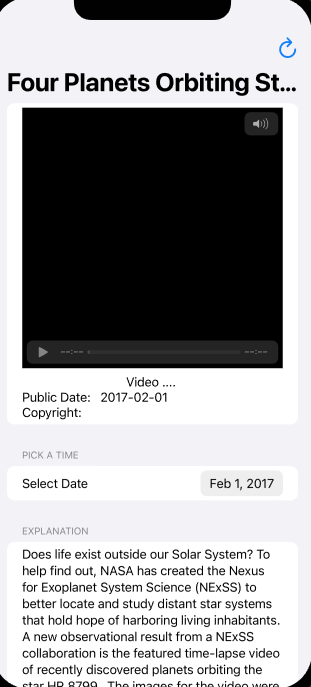 Four Planets Orbiting St...
--:--
--:--
Video ....
Public Date: 2017-02-01
Copyright:
PICK A TIME
Select Date Feb 1, 2017
EXPLANATION
Does life exist outside our Solar System? To
help find out, NASA has created the Nexus
for Exoplanet System Science (NExSS) to
better locate and study distant star systems
that hold hope of harboring living inhabitants.
A new observational result from a NExSS
collaboration is the featured time-lapse video
of recently discovered planets orbiting the
star HR 8799. The images for the video were